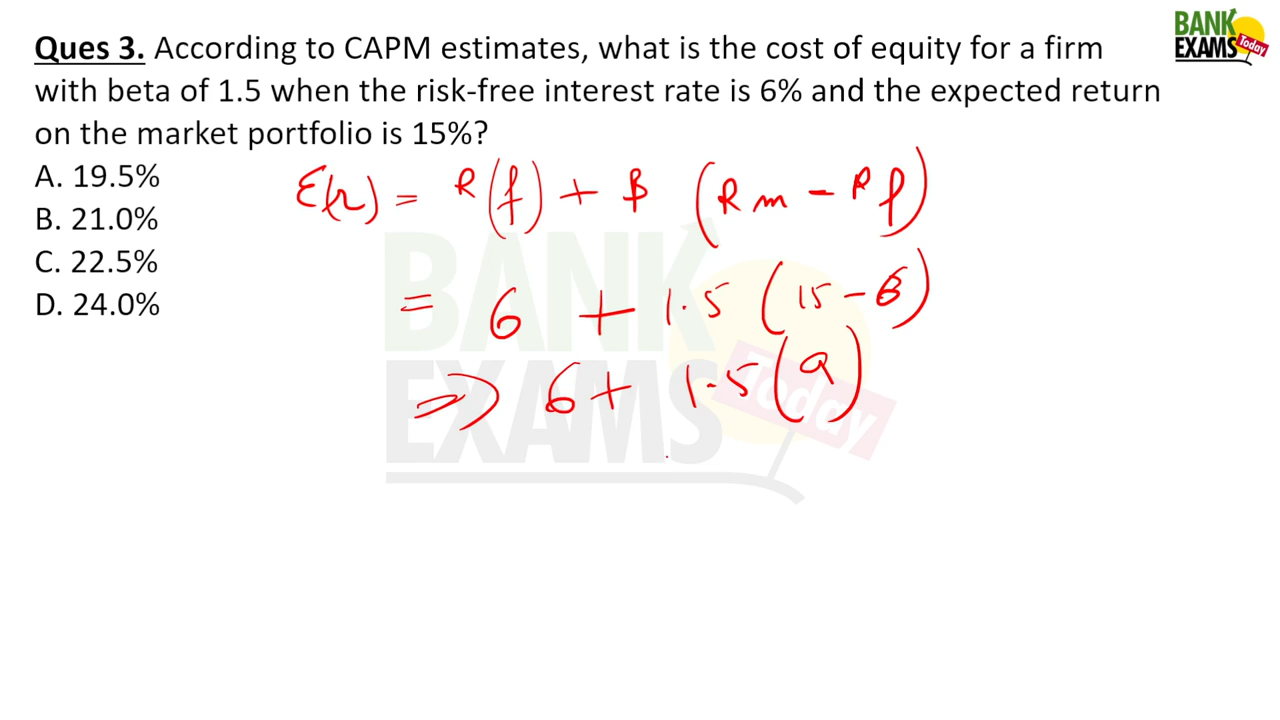 BANK
EXAMS Today
Ques 3. According to CAPM estimates, what is the cost of equity for a firm
with beta of 1.5 when the risk-free interest rate is 6% and the expected return
on the market portfolio is 15%?
A. 19.5%
B. 21.0%
C. 22.5%
D. 24.0%
E(r) = R(f) + β (Rm - Rf)
= 6 + 1.5 (15 - 6)
⇒ 6 + 1.5 (9)
BANK
EXAMS Today